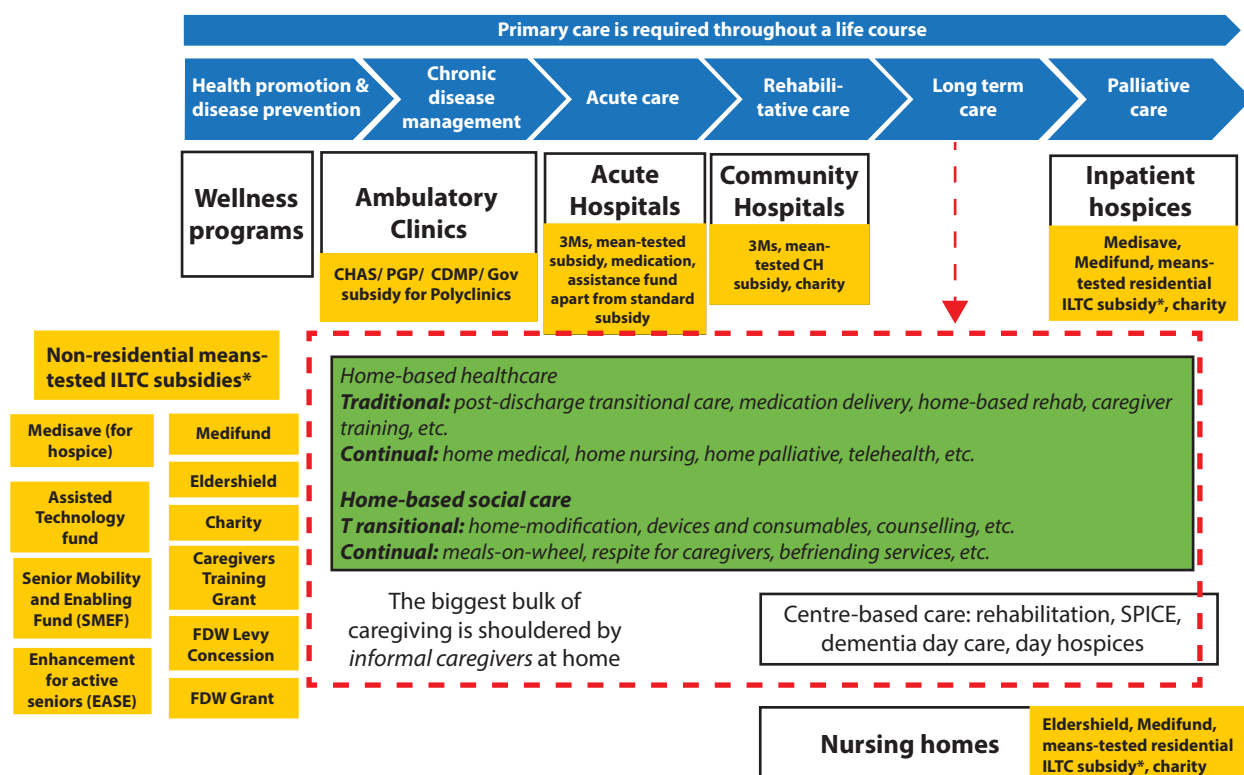 Primary care is required throughout a life course
Health promotion &
disease prevention
Chronic
disease
management
Acute care
Rehabili-
tative care
Long term
care
Palliative
care
Wellness
programs
Ambulatory
Clinics
CHAS/ PGP/ CDMP/ Gov
subsidy for Polyclinics
Acute
Hospitals
3Ms, mean-tested
subsidy, medication,
assistance fund
apart from standard
subsidy
Community
Hospitals
3Ms, mean-
tested CH
subsidy, charity
Inpatient
hospices
Medisave,
Medifund, means-
tested residential
ILTC subsidy*, charity
Non-residential means-
tested ILTC subsidies*
Medisave (for
hospice)
Assisted
Technology
fund
Senior Mobility
and Enabling
Fund (SMEF)
Enhancement
for active
seniors (EASE)
Medifund
Eldershield
Charity
Caregivers
Training
Grant
FDW Levy
Concession
FDW Grant
Home-based healthcare
Traditional: post-discharge transitional care, medication delivery, home-based rehab, caregiver
training, etc.
Continual: home medical, home nursing, home palliative, telehealth, etc.
Home-based social care
T ransitional: home-modification, devices and consumables, counselling, etc.
Continual: meals-on-wheel, respite for caregivers, befriending services, etc.
The biggest bulk of
caregiving is shouldered by
informal caregivers at home
Centre-based care: rehabilitation, SPICE,
dementia day care, day hospices
Nursing homes
Eldershield, Medifund,
means-tested residential
ILTC subsidy*, charity